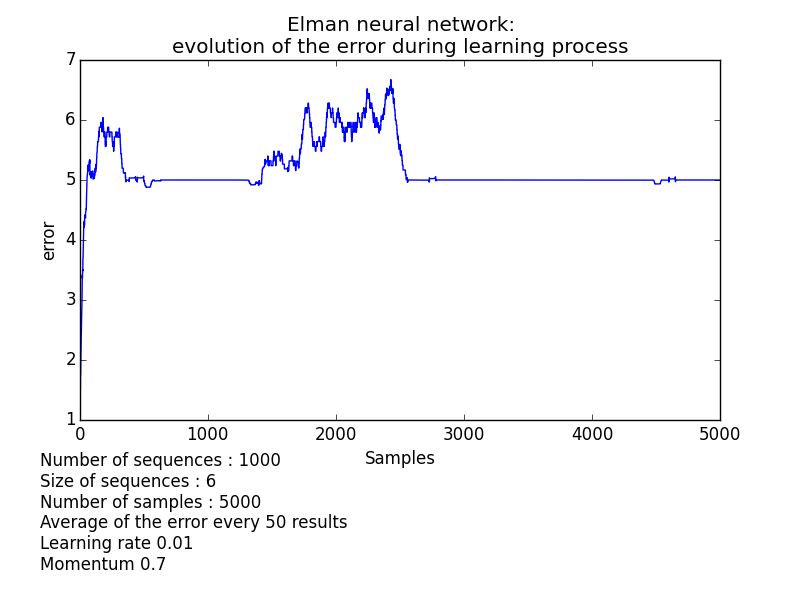 Elman neural network:
evolution of the error during learning process
7
6
5
4
3
2
1
error
0 1000 2000 3000 4000 5000
Samples
Number of sequences : 1000
Size of sequences : 6
Number of samples : 5000
Average of the error every 50 results
Learning rate 0.01
Momentum 0.7